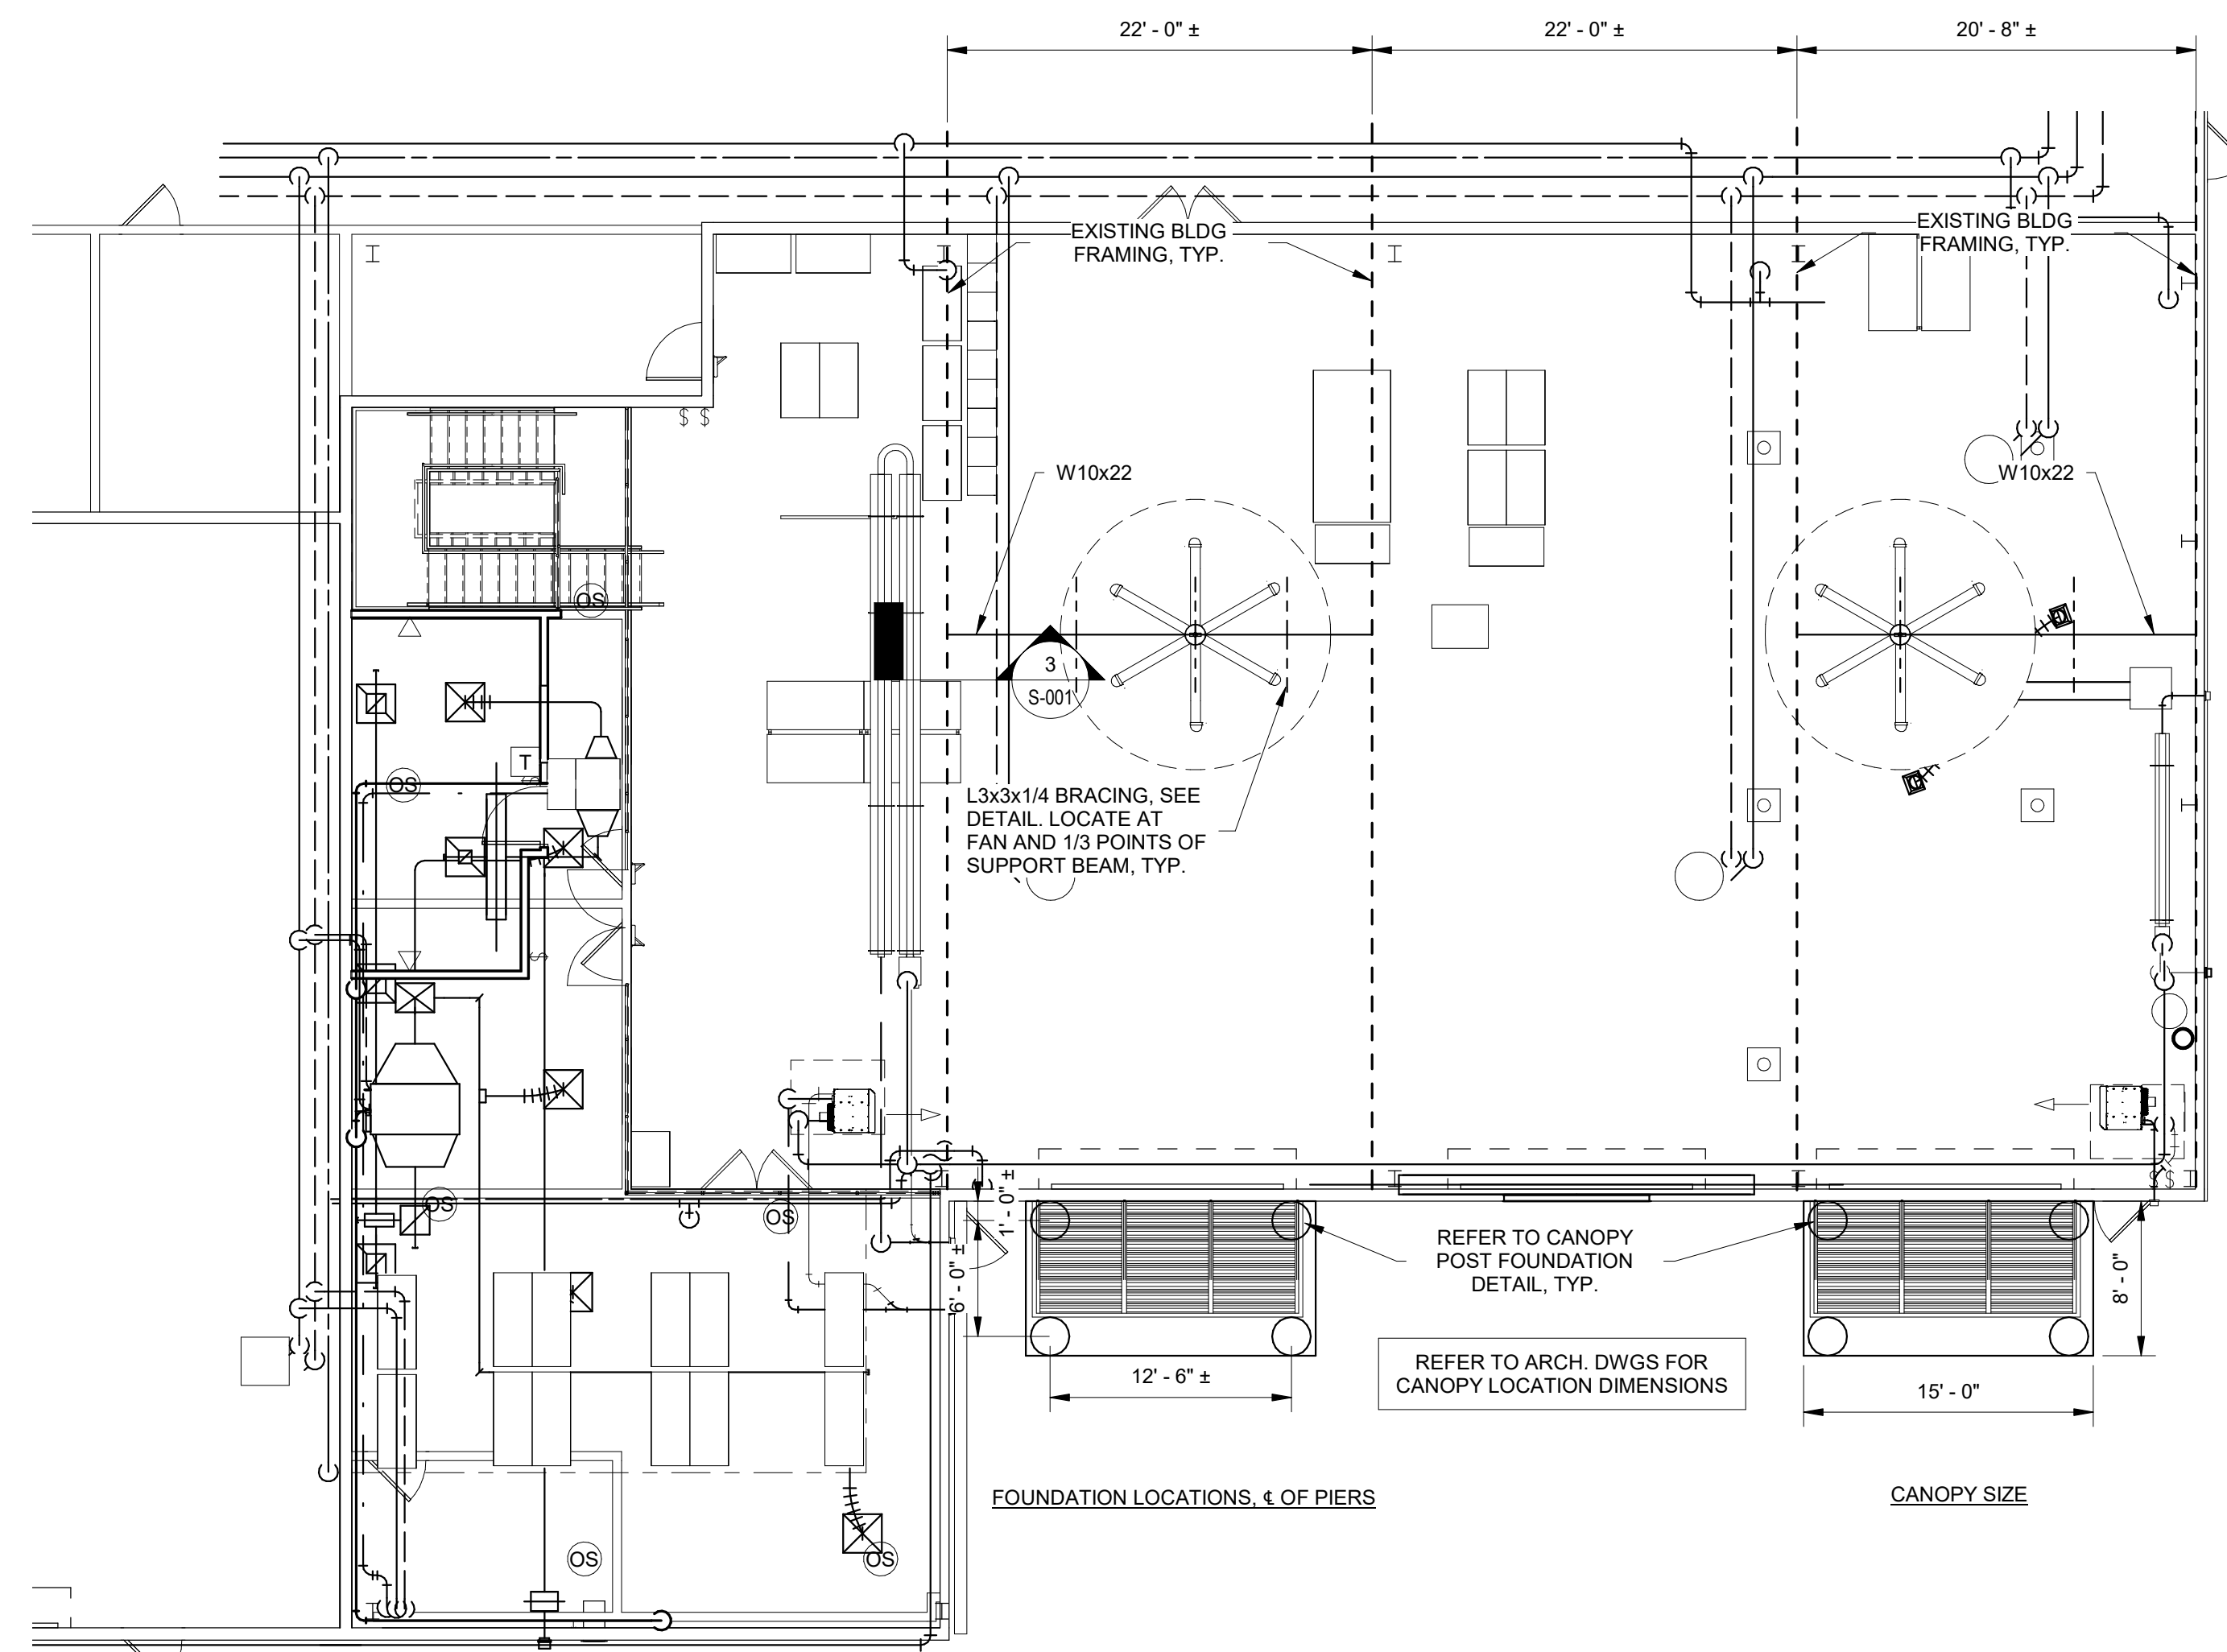 22' - 0" ±
22' - 0" ±
20' - 8" ±
EXISTING BLDG
FRAMING, TYP.
EXISTING BLDG
FRAMING, TYP.
$ $
W10x22
W10x22
OS
3
S-001
T
$
OS
L3x3x1/4 BRACING, SEE
DETAIL. LOCATE AT
FAN AND 1/3 POINTS OF
SUPPORT BEAM, TYP.
$
$ $
1' - 0" ±
OS
OS
6' - 0" ±
REFER TO CANOPY
POST FOUNDATION
DETAIL, TYP.
8' - 0"
12' - 6" ±
REFER TO ARCH. DWGS FOR
CANOPY LOCATION DIMENSIONS
15' - 0"
FOUNDATION LOCATIONS, ℄ OF PIERS
CANOPY SIZE
OS
OS